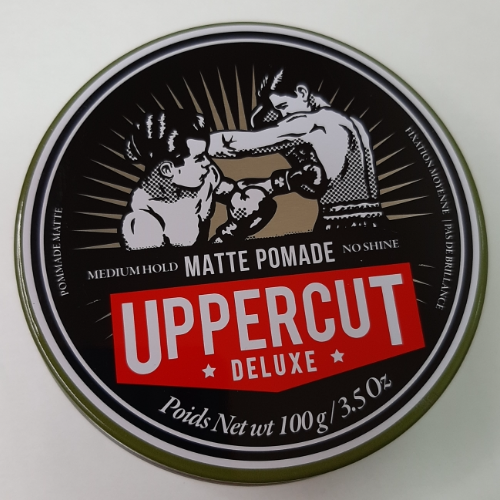 POMMADE MATTE
FIXATION MOYENNE | PAS DE BRILLANCE
MEDIUM HOLD MATTE POMADE NO SHINE
UPPERCUT
DELUXE
Poids Net wt 100 g / 3.5 Oz